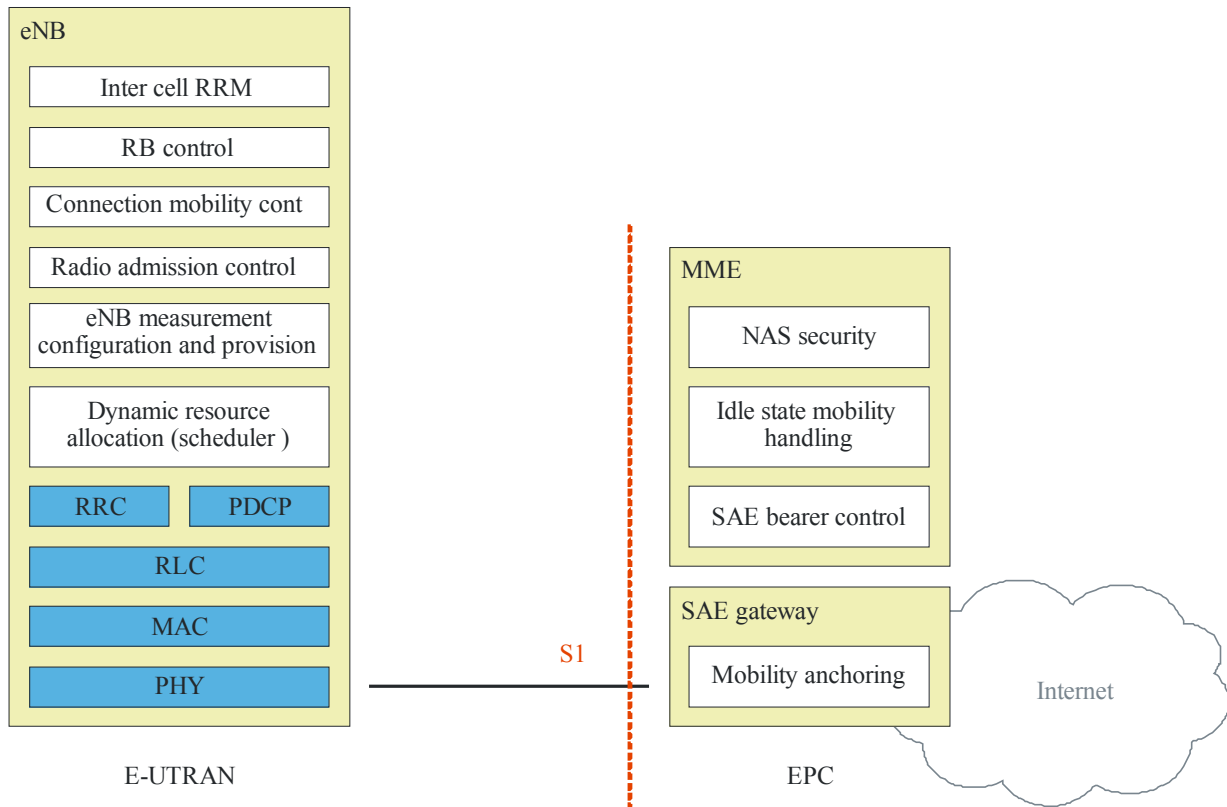 eNB
Inter cell RRM
RB control
Connection mobility cont
Radio admission control
eNB measurement
configuration and provision
Dynamic resource
allocation (scheduler )
RRC
PDCP
RLC
MAC
PHY
E-UTRAN
S1
MME
NAS security
Idle state mobility
handling
SAE bearer control
SAE gateway
Mobility anchoring
EPC
Internet